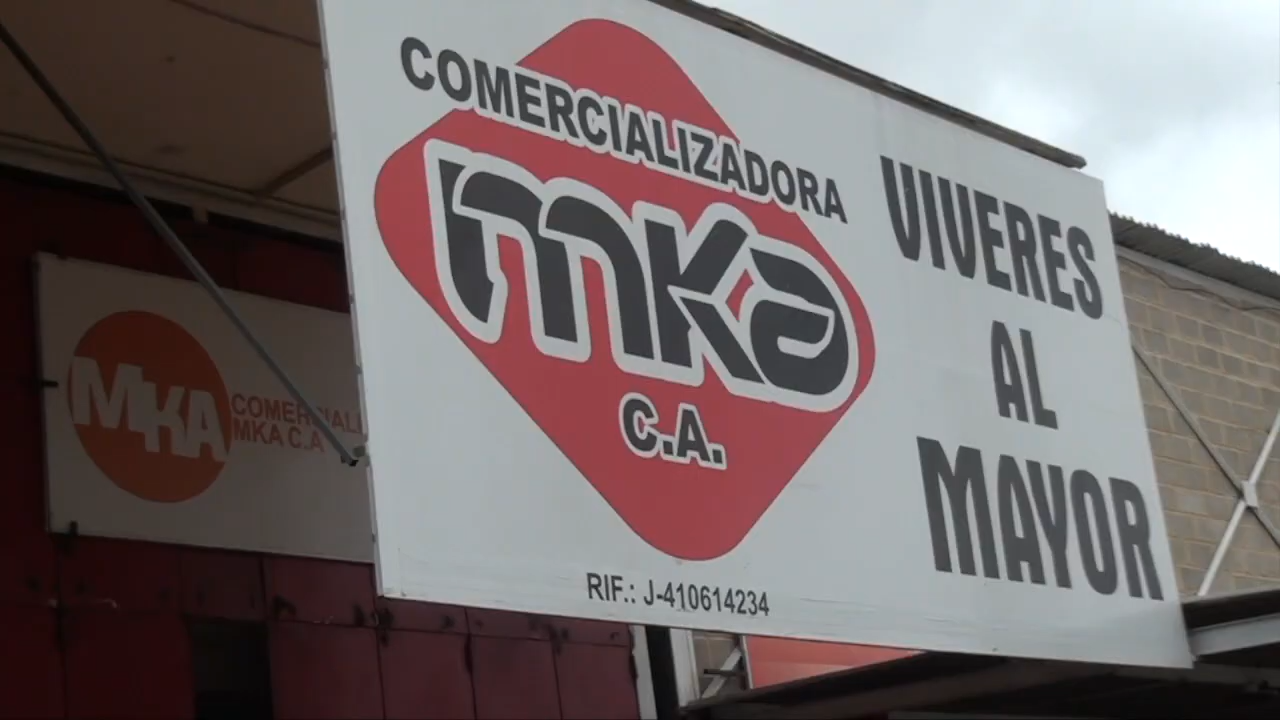 COMERCIALIZADORA
mka
C.A.
RIF.: J-410614234
VIVERES
AL
MAYOR
MKA
MKA C.A